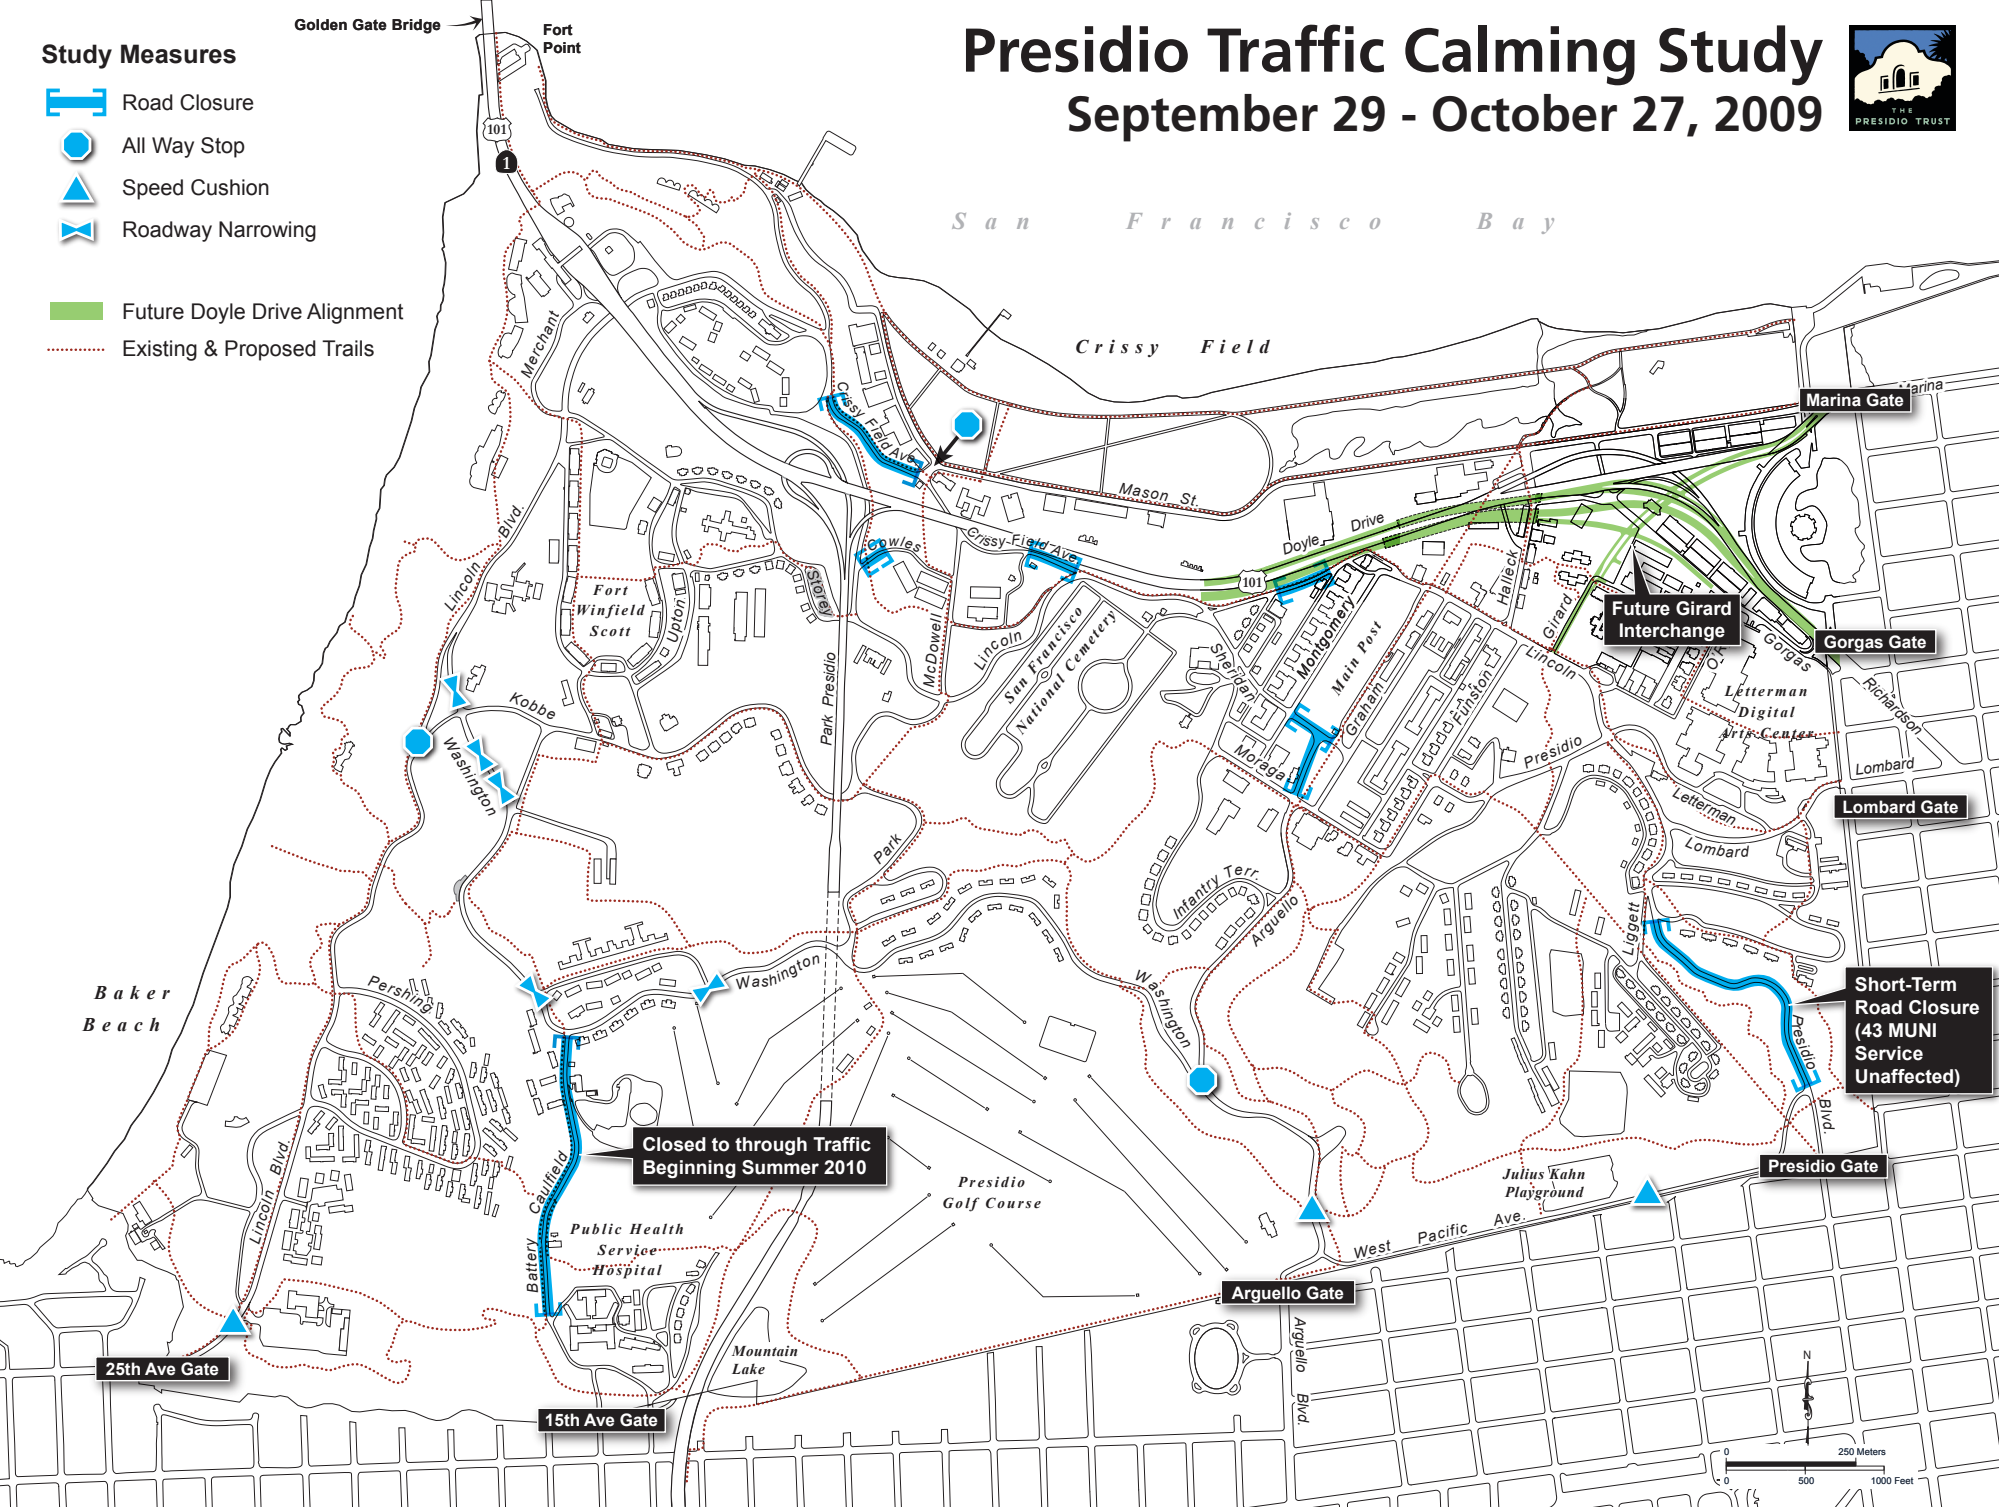 Presidio Traffic Calming Study
September 29 - October 27, 2009
THE
PRESIDIO TRUST
Study Measures
Road Closure
All Way Stop
Speed Cushion
Roadway Narrowing
Future Doyle Drive Alignment
Existing & Proposed Trails
Golden Gate Bridge
Fort
Point
101
1
San Francisco Bay
Crissy Field
Merchant
Crissy Field Ave
Marina
Marina Gate
Mason St.
Doyle Drive
101
Lincoln Blvd.
Cowles
Crissy Field Ave
Storey
Fort
Winfield
Scott
Upton
Halleck
Girard
Future Girard
Interchange
Gorgas
Gorgas Gate
McDowell
Lincoln
San Francisco
National Cemetery
Sheridan
Montgomery
Main Post
Graham
Funston
Lincoln
Letterman
Digital
Arts Center
Richardson
Park Presidio
Kobbe
Washington
Moraga
Presidio
Letterman
Lombard
Lombard Gate
Lombard
Park
Infantry Terr.
Arguello
Liggett
Washington
Washington
Pershing
Baker
Beach
Short-Term
Road Closure
(43 MUNI
Service
Unaffected)
Presidio Blvd.
Closed to through Traffic
Beginning Summer 2010
Battery Caulfield
Lincoln Blvd.
Presidio
Golf Course
Public Health
Service
Hospital
Julius Kahn
Playground
Presidio Gate
West Pacific Ave.
Arguello Gate
Arguello Blvd.
Mountain
Lake
25th Ave Gate
15th Ave Gate
N
0 250 Meters
0 500 1000 Feet